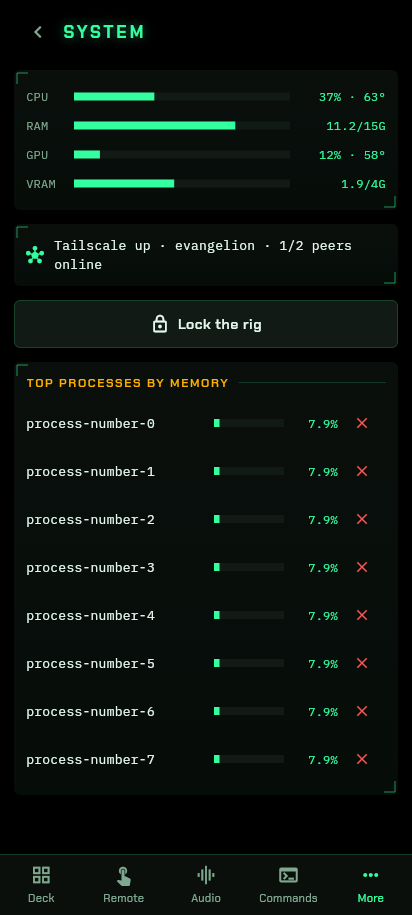 SYSTEM
CPU 37% · 63°
RAM 11.2/15G
GPU 12% · 58°
VRAM 1.9/4G
Tailscale up · evangelion · 1/2 peers
online
Lock the rig
TOP PROCESSES BY MEMORY
process-number-0 7.9%
process-number-1 7.9%
process-number-2 7.9%
process-number-3 7.9%
process-number-4 7.9%
process-number-5 7.9%
process-number-6 7.9%
process-number-7 7.9%
Deck Remote Audio Commands More